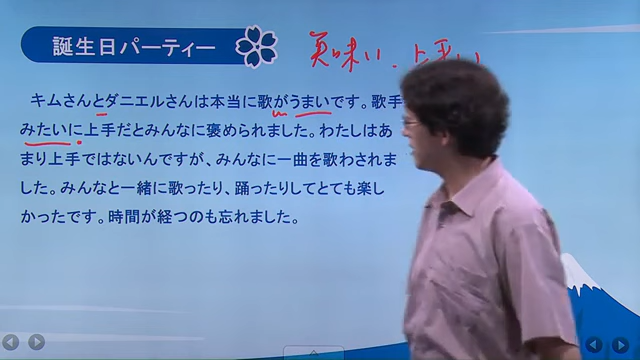 誕生日パーティー
美味い、上手い
キムさんとダニエルさんは本当に歌がうまいです。歌手
みたいに上手だとみんなに褒められました。わたしはあ
まり上手ではないんですが、みんなに一曲を歌わされま
した。みんなと一緒に歌ったり、踊ったりしてとても楽し
かったです。時間が経つのも忘れました。